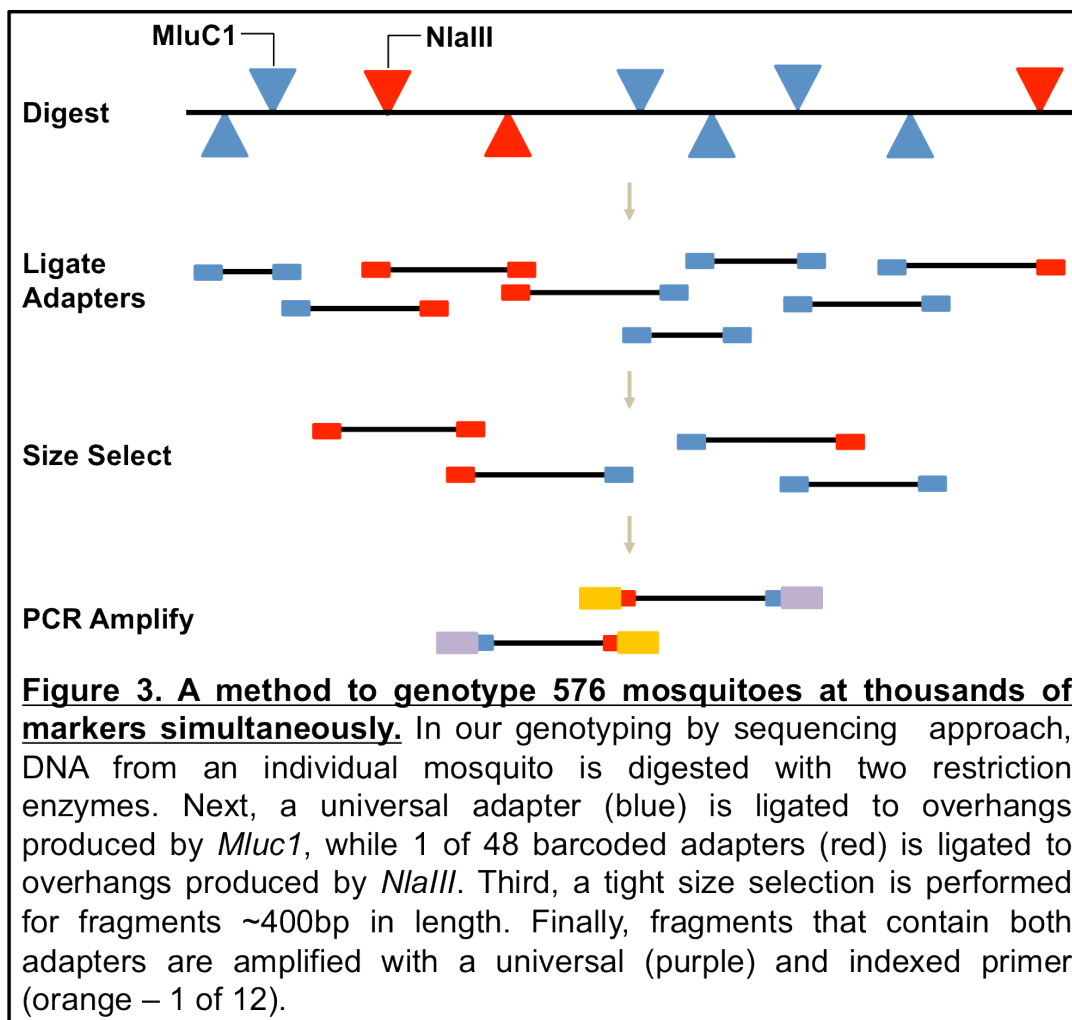 MluC1
NlaIII
Digest
Ligate
Adapters
Size Select
PCR Amplify
Figure 3. A method to genotype 576 mosquitoes at thousands of
markers simultaneously. In our genotyping by sequencing approach,
DNA from an individual mosquito is digested with two restriction
enzymes. Next, a universal adapter (blue) is ligated to overhangs
produced by Mluc1, while 1 of 48 barcoded adapters (red) is ligated to
overhangs produced by NlaIII. Third, a tight size selection is performed
for fragments ~400bp in length. Finally, fragments that contain both
adapters are amplified with a universal (purple) and indexed primer
(orange – 1 of 12).